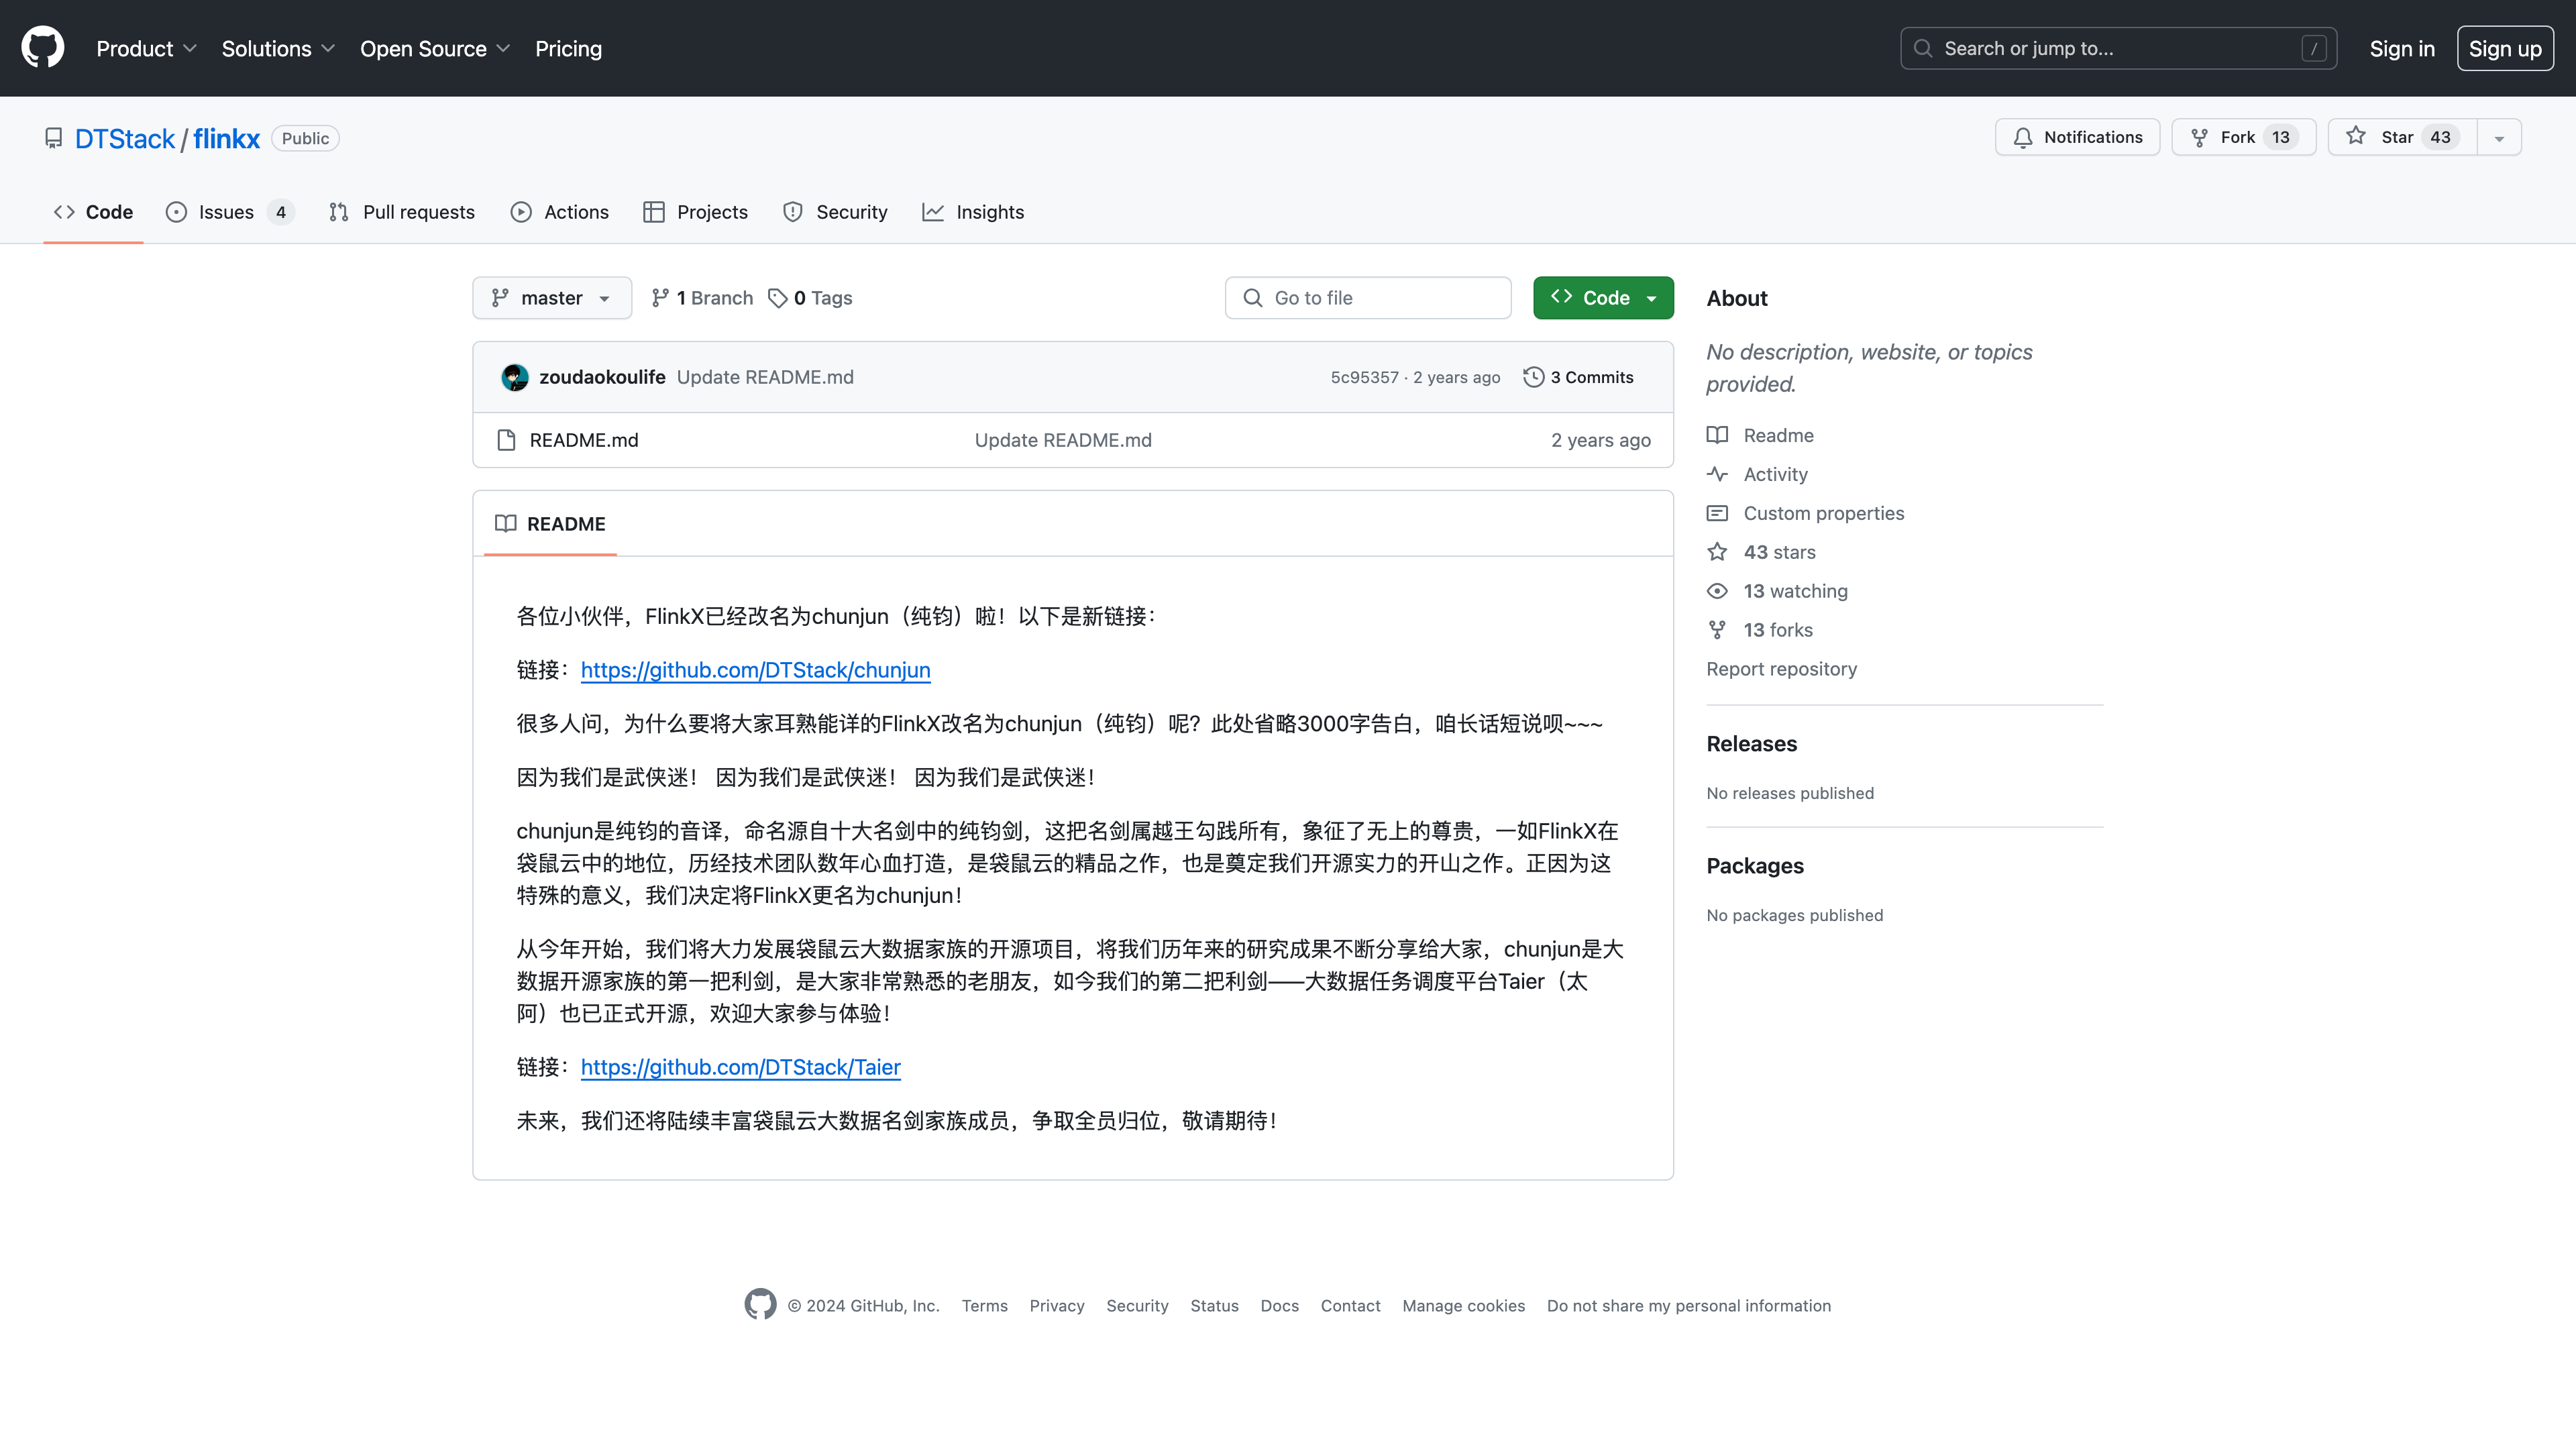 Product Solutions Open Source Pricing Search or jump to... / Sign in Sign up
DTStack / flinkx Public Notifications Fork 13 Star 43
Code Issues 4 Pull requests Actions Projects Security Insights
master 1 Branch 0 Tags Go to file Code
zoudaokoulife Update README.md 5c95357 · 2 years ago 3 Commits
README.md Update README.md 2 years ago
README
各位小伙伴，FlinkX已经改名为chunjun（纯钧）啦！以下是新链接：
链接：https://github.com/DTStack/chunjun
很多人问，为什么要将大家耳熟能详的FlinkX改名为chunjun（纯钧）呢？此处省略3000字告白，咱长话短说呗~~~
因为我们是武侠迷！ 因为我们是武侠迷！ 因为我们是武侠迷！
chunjun是纯钧的音译，命名源自十大名剑中的纯钧剑，这把名剑属越王勾践所有，象征了无上的尊贵，一如FlinkX在
袋鼠云中的地位，历经技术团队数年心血打造，是袋鼠云的精品之作，也是奠定我们开源实力的开山之作。正因为这
特殊的意义，我们决定将FlinkX更名为chunjun！
从今年开始，我们将大力发展袋鼠云大数据家族的开源项目，将我们历年来的研究成果不断分享给大家，chunjun是大
数据开源家族的第一把利剑，是大家非常熟悉的老朋友，如今我们的第二把利剑——大数据任务调度平台Taier（太
阿）也已正式开源，欢迎大家参与体验！
链接：https://github.com/DTStack/Taier
未来，我们还将陆续丰富袋鼠云大数据名剑家族成员，争取全员归位，敬请期待！
About
No description, website, or topics
provided.
Readme
Activity
Custom properties
43 stars
13 watching
13 forks
Report repository
Releases
No releases published
Packages
No packages published
© 2024 GitHub, Inc. Terms Privacy Security Status Docs Contact Manage cookies Do not share my personal information